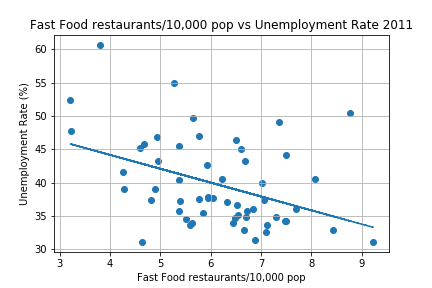 Fast Food restaurants/10,000 pop vs Unemployment Rate 2011
60
55
50
45
40
35
30
Unemployment Rate (%)
3 4 5 6 7 8 9
Fast Food restaurants/10,000 pop